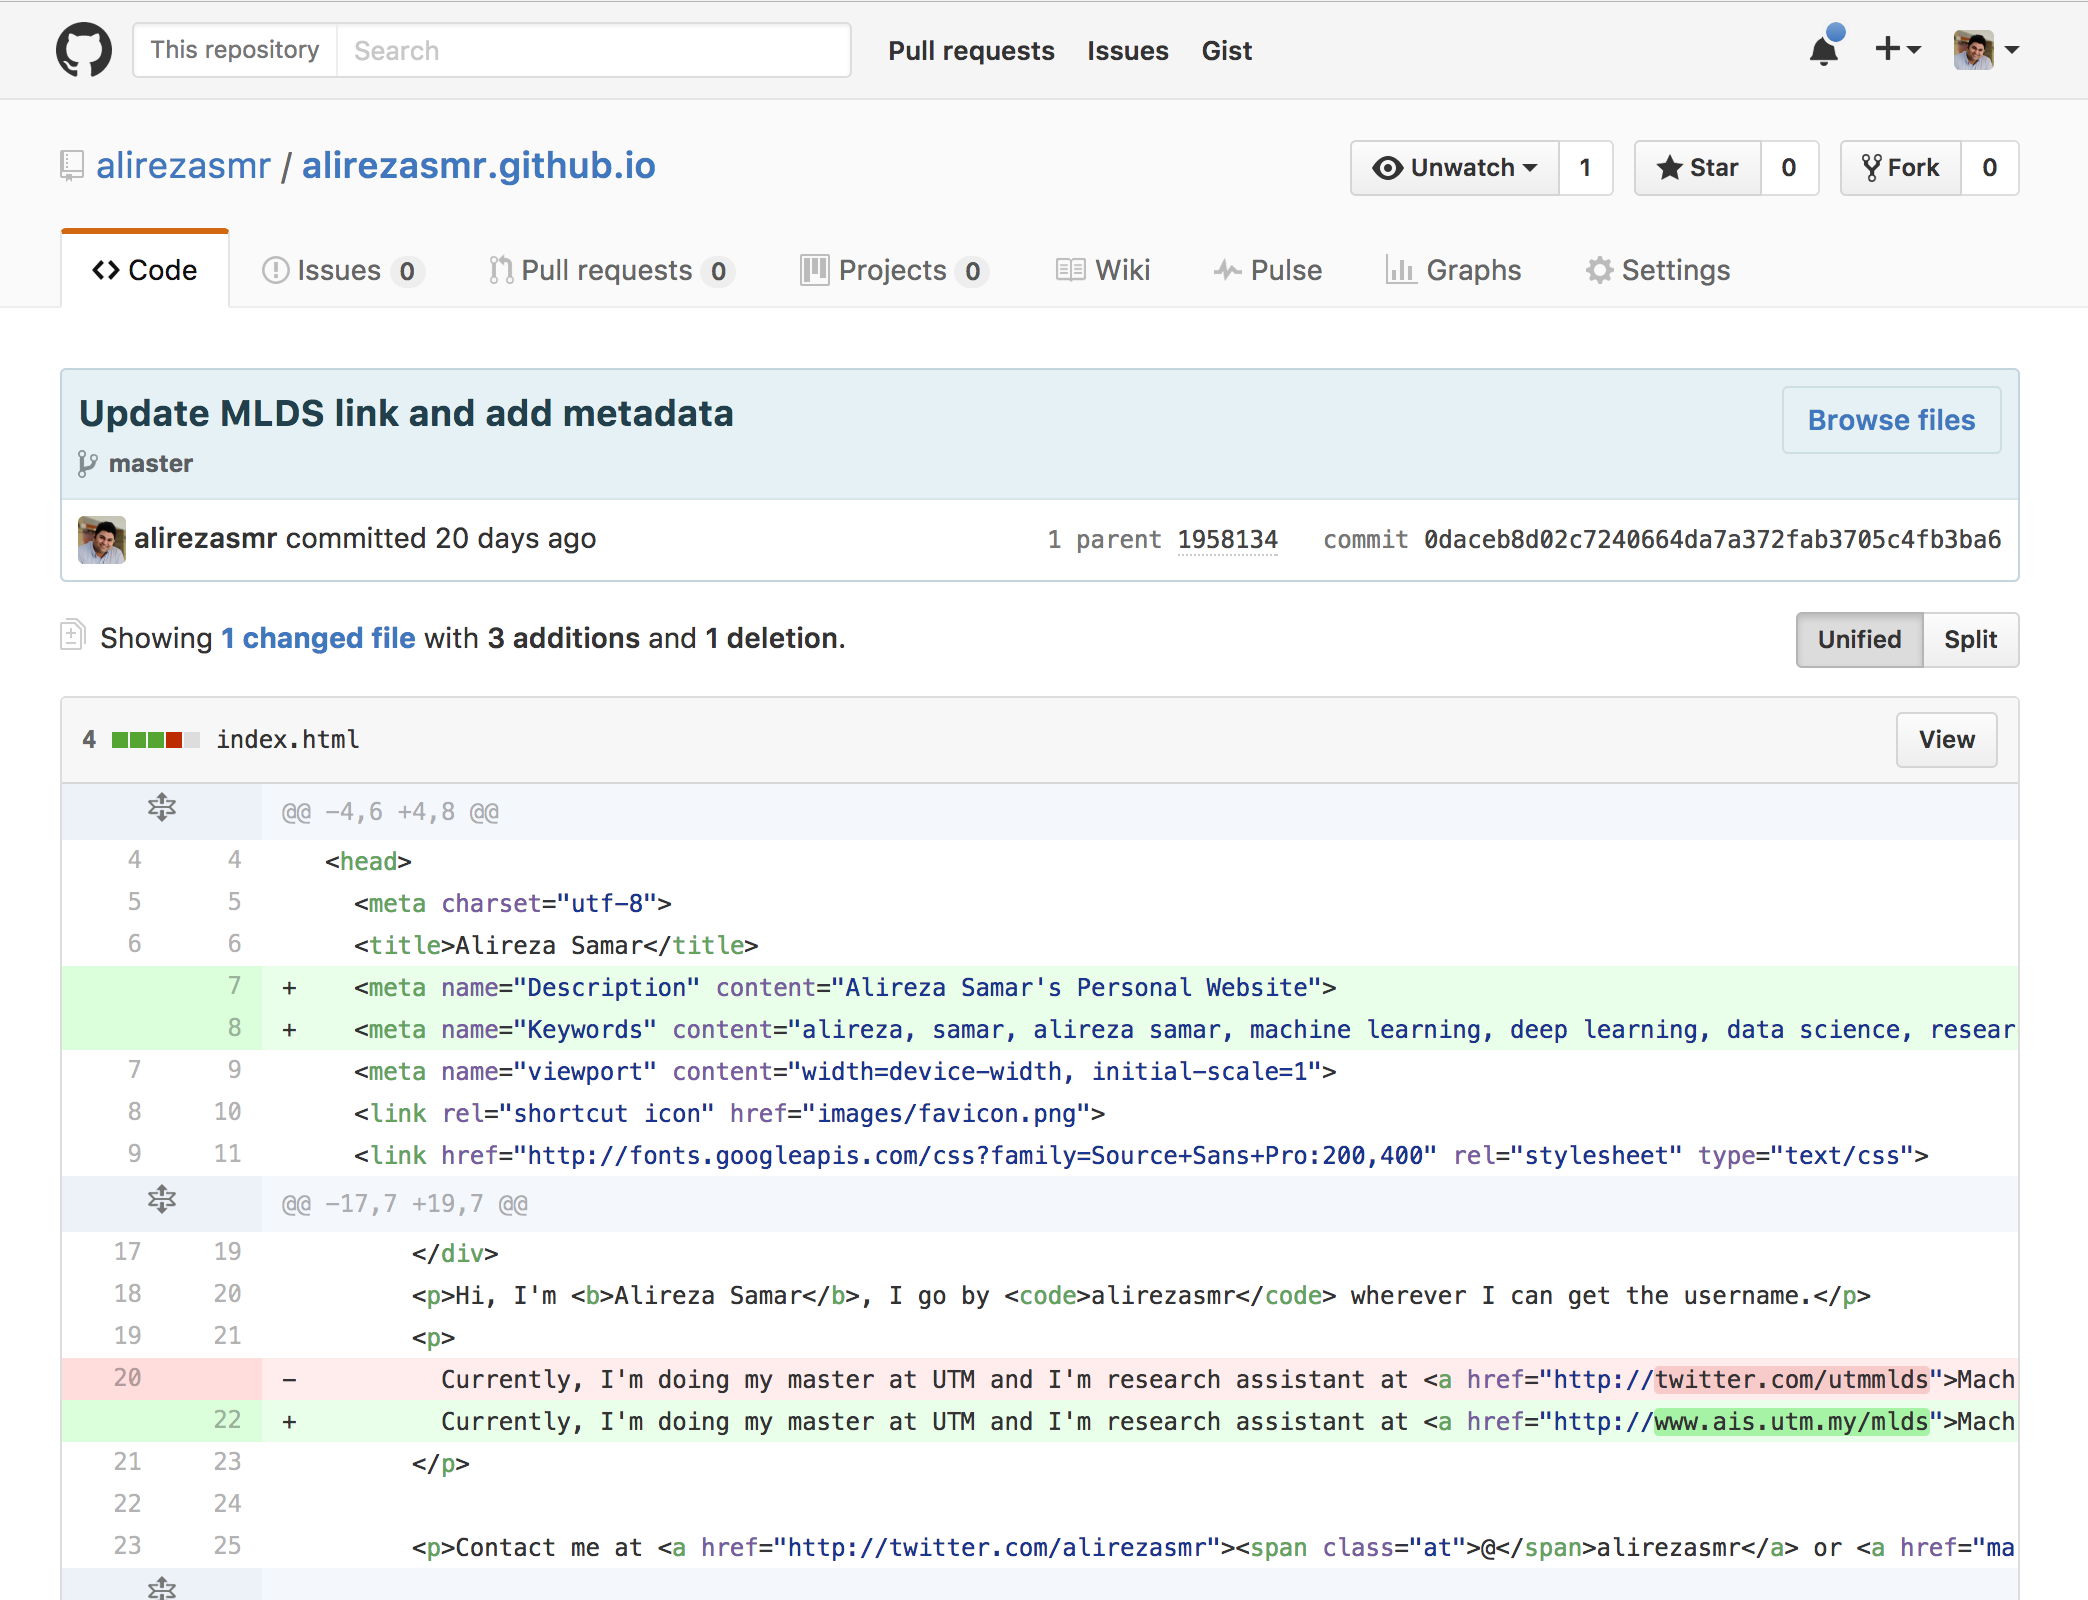 This repository Search Pull requests Issues Gist
alirezasmr / alirezasmr.github.io Unwatch 1 Star 0 Fork 0
Code Issues 0 Pull requests 0 Projects 0 Wiki Pulse Graphs Settings
Update MLDS link and add metadata Browse files
master
alirezasmr committed 20 days ago 1 parent 1958134 commit 0daceb8d02c7240664da7a372fab3705c4fb3ba6
Showing 1 changed file with 3 additions and 1 deletion. Unified Split
4 index.html View
@@ -4,6 +4,8 @@
4 4 <head>
5 5 <meta charset="utf-8">
6 6 <title>Alireza Samar</title>
7 + <meta name="Description" content="Alireza Samar's Personal Website">
8 + <meta name="Keywords" content="alireza, samar, alireza samar, machine learning, deep learning, data science, resear
7 9 <meta name="viewport" content="width=device-width, initial-scale=1">
8 10 <link rel="shortcut icon" href="images/favicon.png">
9 11 <link href="http://fonts.googleapis.com/css?family=Source+Sans+Pro:200,400" rel="stylesheet" type="text/css">
@@ -17,7 +19,7 @@
17 19 </div>
18 20 <p>Hi, I'm <b>Alireza Samar</b>, I go by <code>alirezasmr</code> wherever I can get the username.</p>
19 21 <p>
20 - Currently, I'm doing my master at UTM and I'm research assistant at <a href="http://twitter.com/utmmlds">Mach
22 + Currently, I'm doing my master at UTM and I'm research assistant at <a href="http://www.ais.utm.my/mlds">Mach
21 23 </p>
22 24
23 25 <p>Contact me at <a href="http://twitter.com/alirezasmr"><span class="at">@</span>alirezasmr</a> or <a href="ma